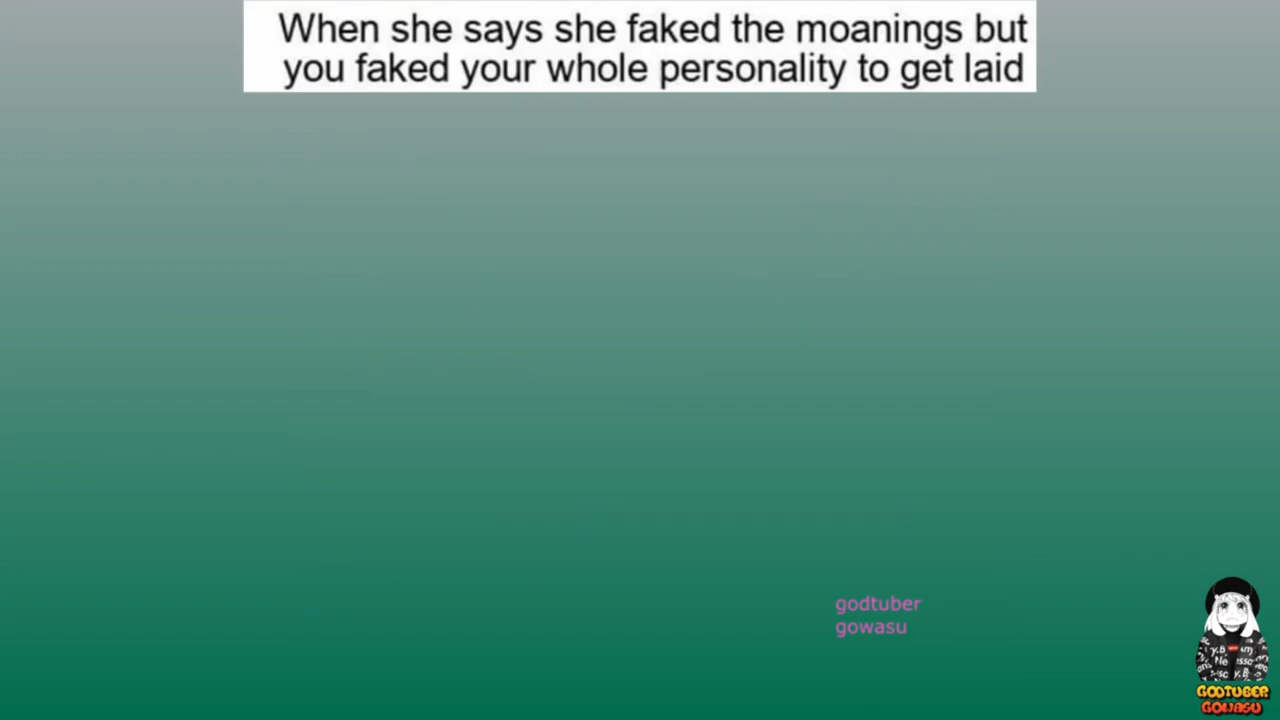 When she says she faked the moanings but
you faked your whole personality to get laid
godtuber
gowasu
GODTUBER
GOWASU